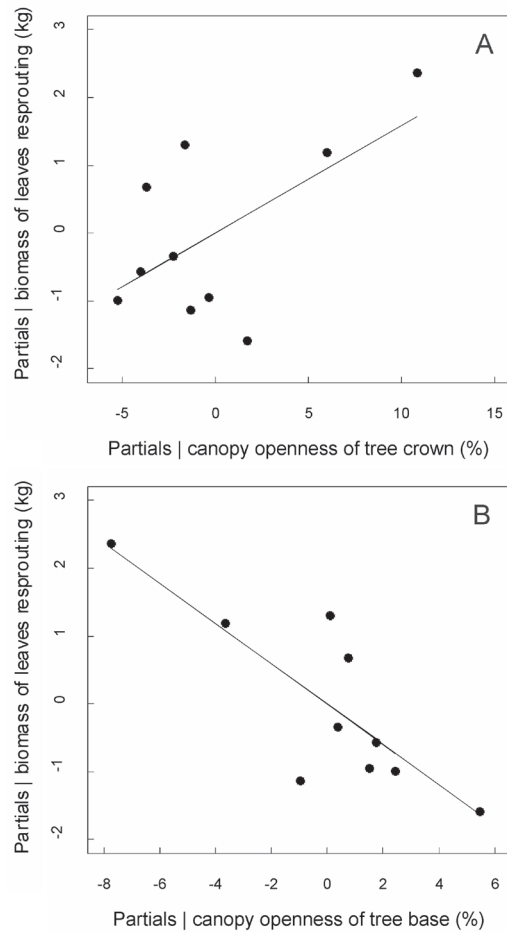 A
3
2
1
0
-1
-2
Partials | biomass of leaves resprouting (kg)
-5 0 5 10 15
Partials | canopy openness of tree crown (%)
B
3
2
1
0
-1
-2
Partials | biomass of leaves resprouting (kg)
-8 -6 -4 -2 0 2 4 6
Partials | canopy openness of tree base (%)